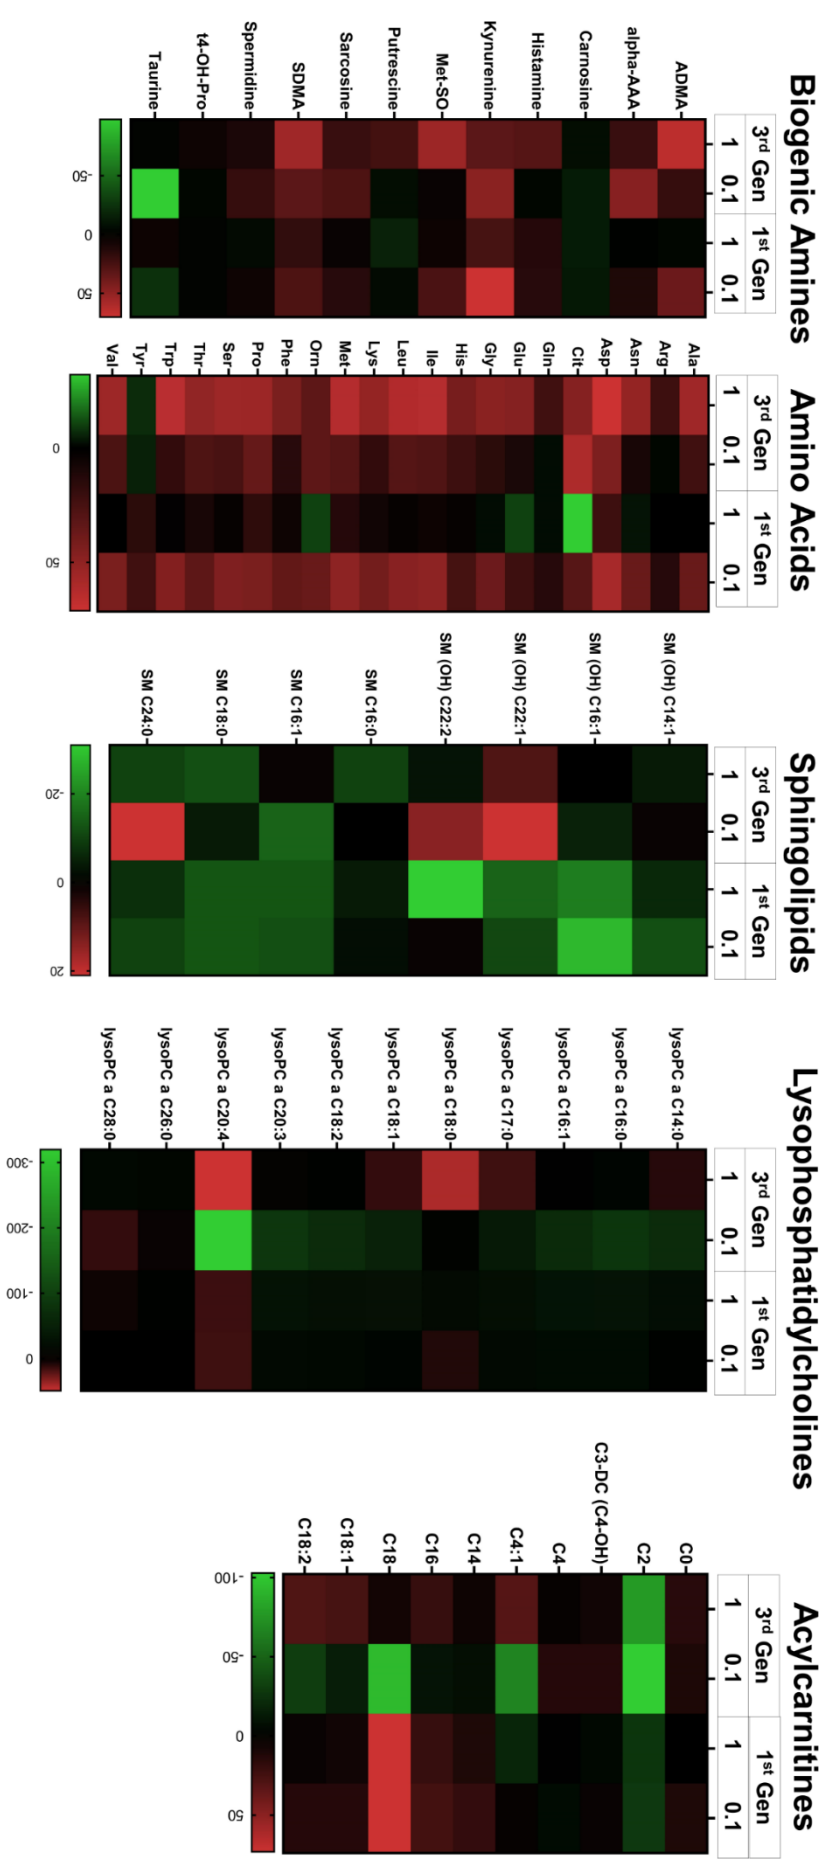 Biogenic Amines
3rd Gen
1st Gen
1
0.1
1
0.1
ADMA
alpha-AAA
Carnosine
Histamine
Kynurenine
Met-SO
Putrescine
Sarcosine
SDMA
Spermidine
t4-OH-Pro
Taurine
-50
0
50
Amino Acids
3rd Gen
1st Gen
1
0.1
1
0.1
Ala
Arg
Asn
Asp
Cit
Gln
Glu
Gly
His
Ile
Leu
Lys
Met
Orn
Phe
Pro
Ser
Thr
Trp
Tyr
Val
0
50
Sphingolipids
3rd Gen
1st Gen
1
0.1
1
0.1
SM (OH) C14:1
SM (OH) C16:1
SM (OH) C22:1
SM (OH) C22:2
SM C16:0
SM C16:1
SM C18:0
SM C24:0
-20
0
20
Lysophosphatidylcholines
3rd Gen
1st Gen
1
0.1
1
0.1
lysoPC a C14:0
lysoPC a C16:0
lysoPC a C16:1
lysoPC a C17:0
lysoPC a C18:0
lysoPC a C18:1
lysoPC a C18:2
lysoPC a C20:3
lysoPC a C20:4
lysoPC a C26:0
lysoPC a C28:0
-300
-200
-100
0
Acylcarnitines
3rd Gen
1st Gen
1
0.1
1
0.1
C0
C2
C3-DC (C4-OH)
C4
C4:1
C14
C16
C18
C18:1
C18:2
-100
-50
0
50